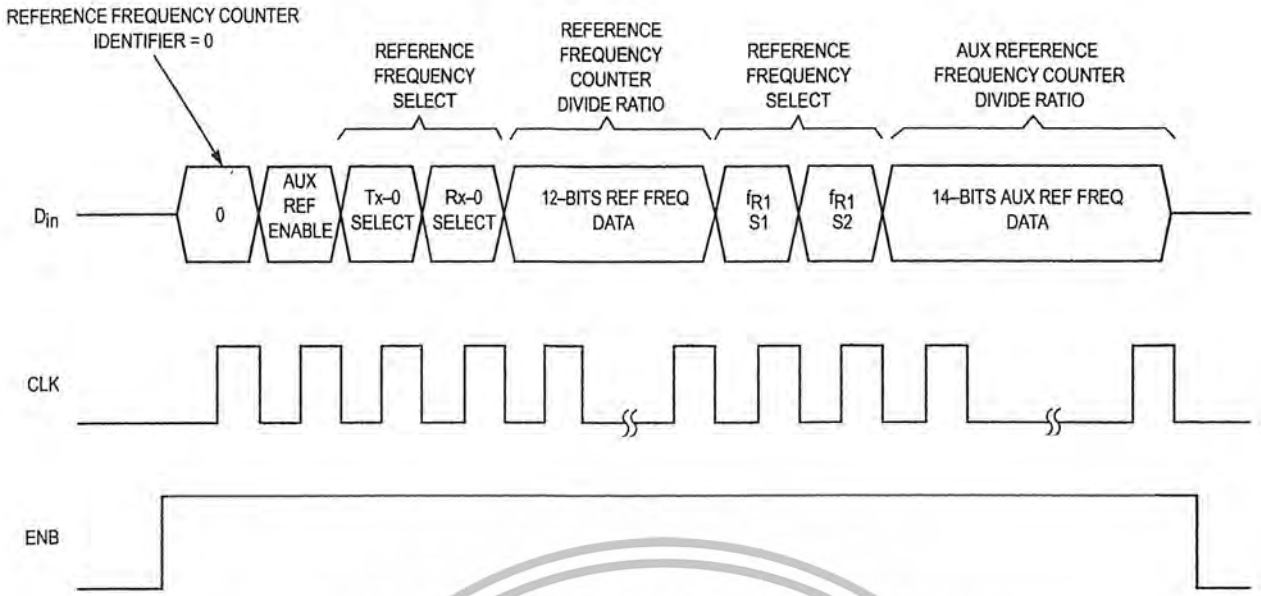 REFERENCE FREQUENCY COUNTER
IDENTIFIER = 0
REFERENCE
FREQUENCY
SELECT
REFERENCE
FREQUENCY
COUNTER
DIVIDE RATIO
REFERENCE
FREQUENCY
SELECT
AUX REFERENCE
FREQUENCY COUNTER
DIVIDE RATIO
Din
0
AUX
REF
ENABLE
Tx–0
SELECT
Rx–0
SELECT
12–BITS REF FREQ
DATA
fR1
S1
fR1
S2
14–BITS AUX REF FREQ
DATA
CLK
ENB